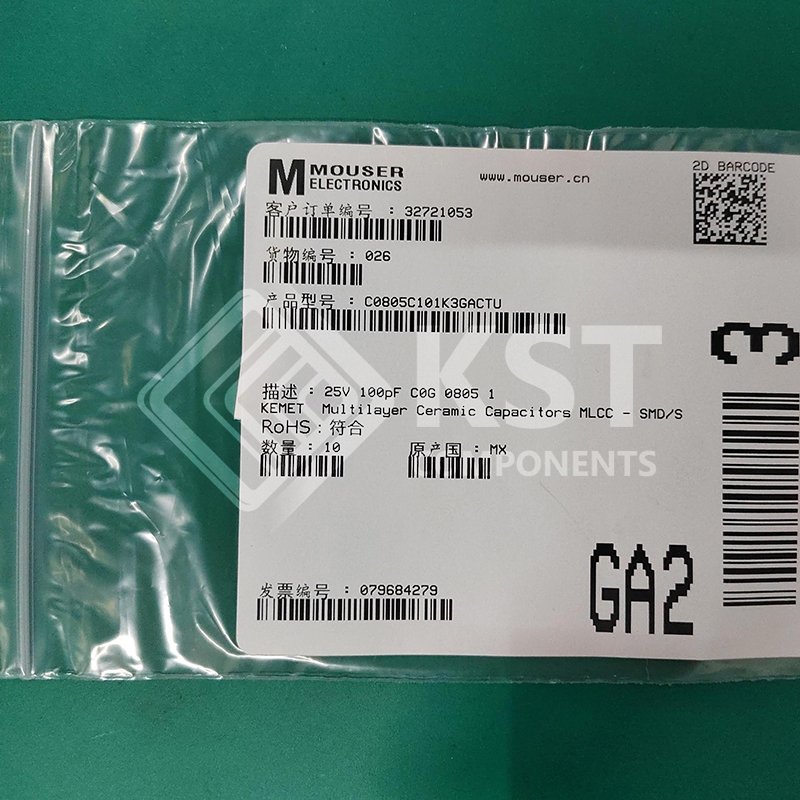 MOUSER
ELECTRONICS
www.mouser.cn
2D BARCODE
客户订单编号 : 32721053
货物编号 : 026
产品型号 : C0805C101K3GACTU
3
KST
COMPONENTS
描述 : 25V 100pF C0G 0805 1
KEMET Multilayer Ceramic Capacitors MLCC - SMD/S
RoHS : 符合
数量 : 10
原产国 : MX
GA2
发票编号 : 079684279